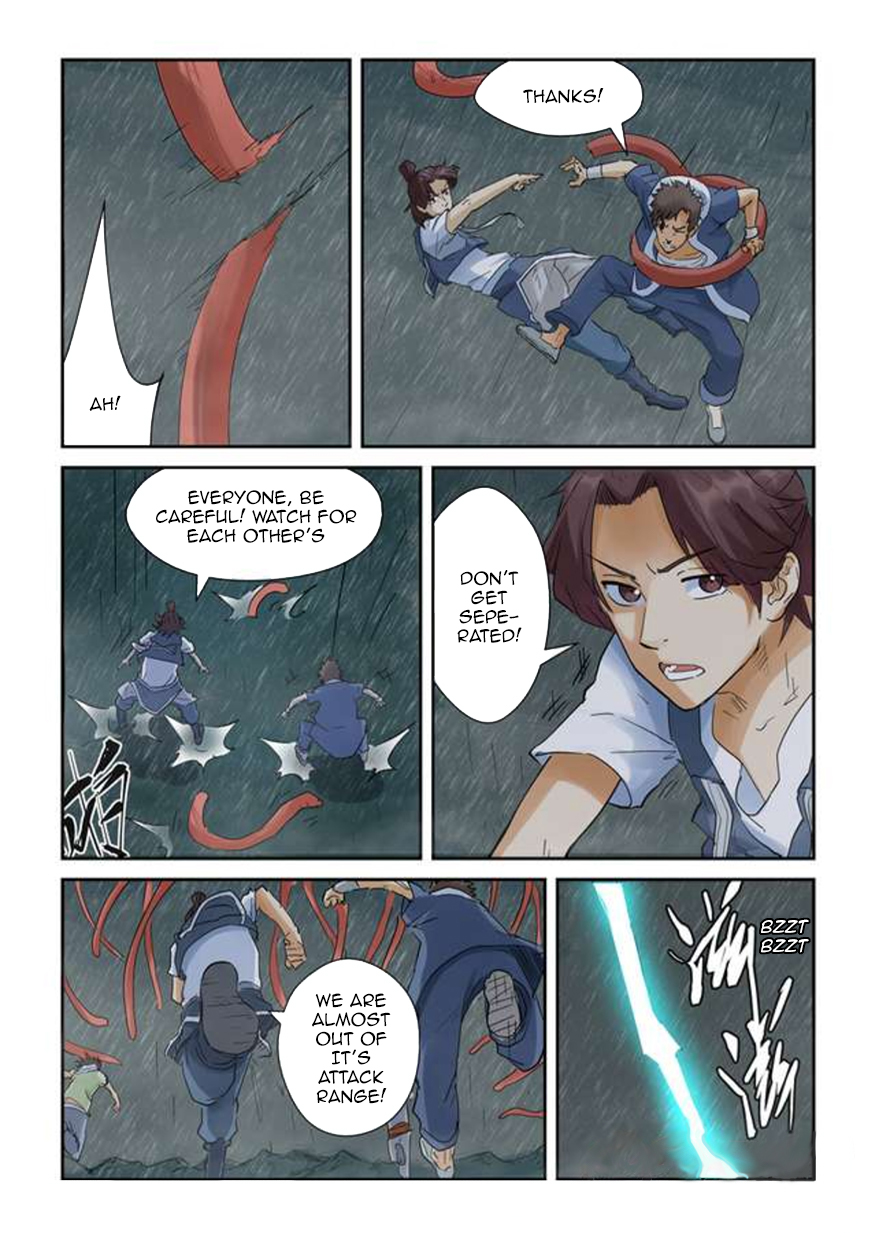 AH!
THANKS!
EVERYONE, BE
CAREFUL! WATCH FOR
EACH OTHER'S
DON'T
GET
SEPE-
RATED!
WE ARE
ALMOST
OUT OF
IT'S
ATTACK
RANGE!
BZZT
BZZT